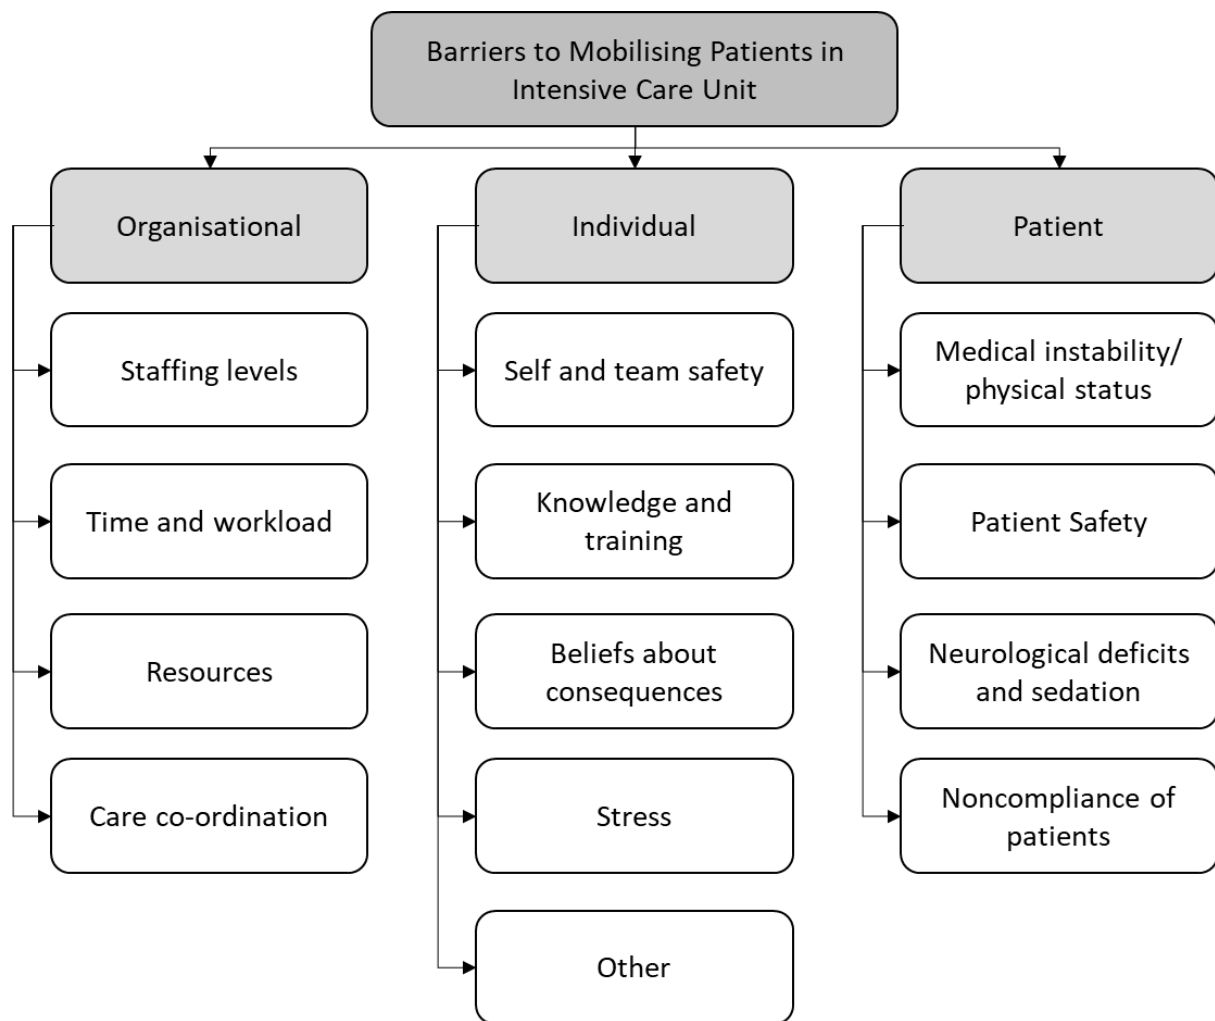 Barriers to Mobilising Patients in
Intensive Care Unit
Organisational
Individual
Patient
Staffing levels
Self and team safety
Medical instability/
physical status
Time and workload
Knowledge and
training
Patient Safety
Resources
Beliefs about
consequences
Neurological deficits
and sedation
Care co-ordination
Stress
Noncompliance of
patients
Other